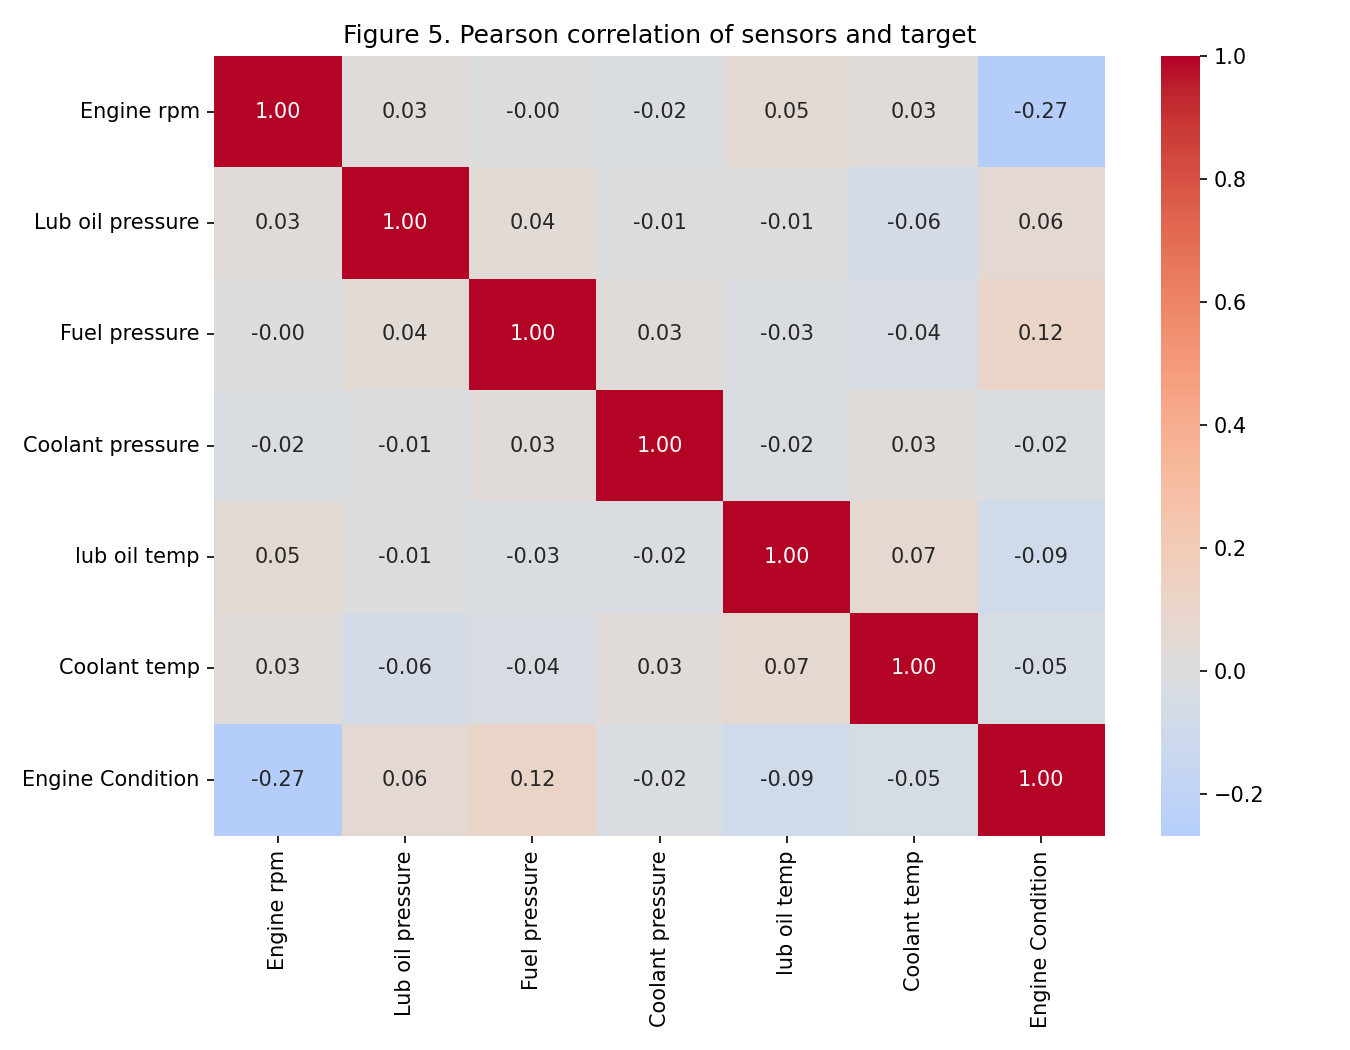 Figure 5. Pearson correlation of sensors and target
Engine rpm 1.00 0.03 -0.00 -0.02 0.05 0.03 -0.27
Lub oil pressure 0.03 1.00 0.04 -0.01 -0.01 -0.06 0.06
Fuel pressure -0.00 0.04 1.00 0.03 -0.03 -0.04 0.12
Coolant pressure -0.02 -0.01 0.03 1.00 -0.02 0.03 -0.02
lub oil temp 0.05 -0.01 -0.03 -0.02 1.00 0.07 -0.09
Coolant temp 0.03 -0.06 -0.04 0.03 0.07 1.00 -0.05
Engine Condition -0.27 0.06 0.12 -0.02 -0.09 -0.05 1.00
Engine rpm
Lub oil pressure
Fuel pressure
Coolant pressure
lub oil temp
Coolant temp
Engine Condition
1.0
0.8
0.6
0.4
0.2
0.0
−0.2